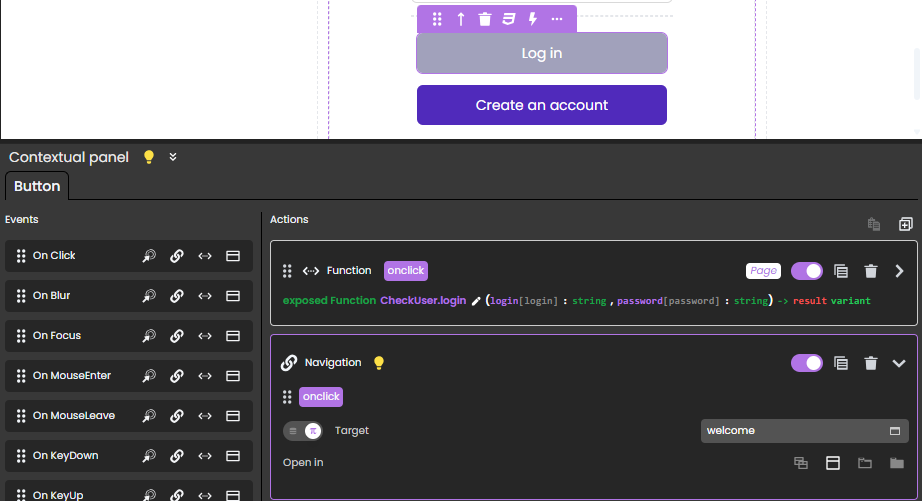 Log in
Create an account
Contextual panel
Button
Events
Actions
On Click
On Blur
On Focus
On MouseEnter
On MouseLeave
On KeyDown
On KeyUp
Function onclick Page
exposed Function CheckUser.login (login[login] : string , password[password] : string) -> result variant
Navigation
onclick
π Target welcome
Open in